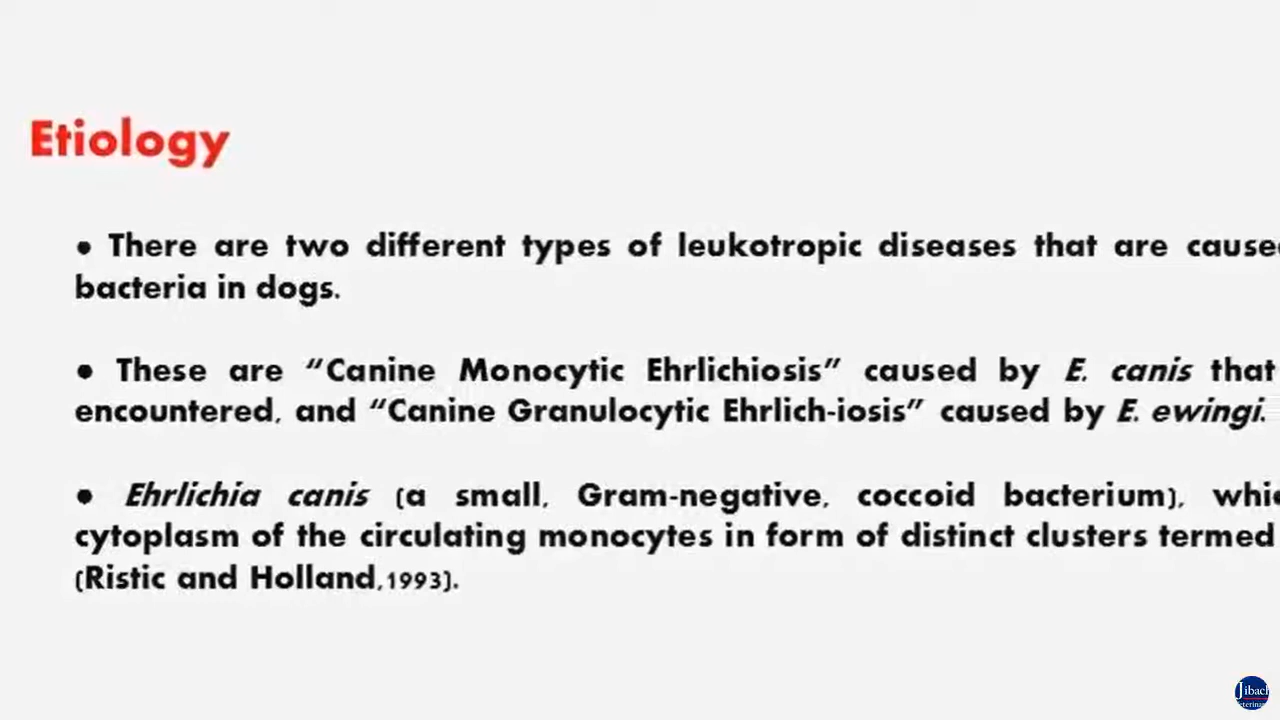 Etiology
• There are two different types of leukotropic diseases that are
bacteria in dogs.
• These are “Canine Monocytic Ehrlichiosis” caused by E. canis that
encountered, and “Canine Granulocytic Ehrlich-iosis” caused by E. ewingi.
• Ehrlichia canis (a small, Gram-negative, coccoid bacterium),
cytoplasm of the circulating monocytes in form of distinct clusters termed
(Ristic and Holland,1993).